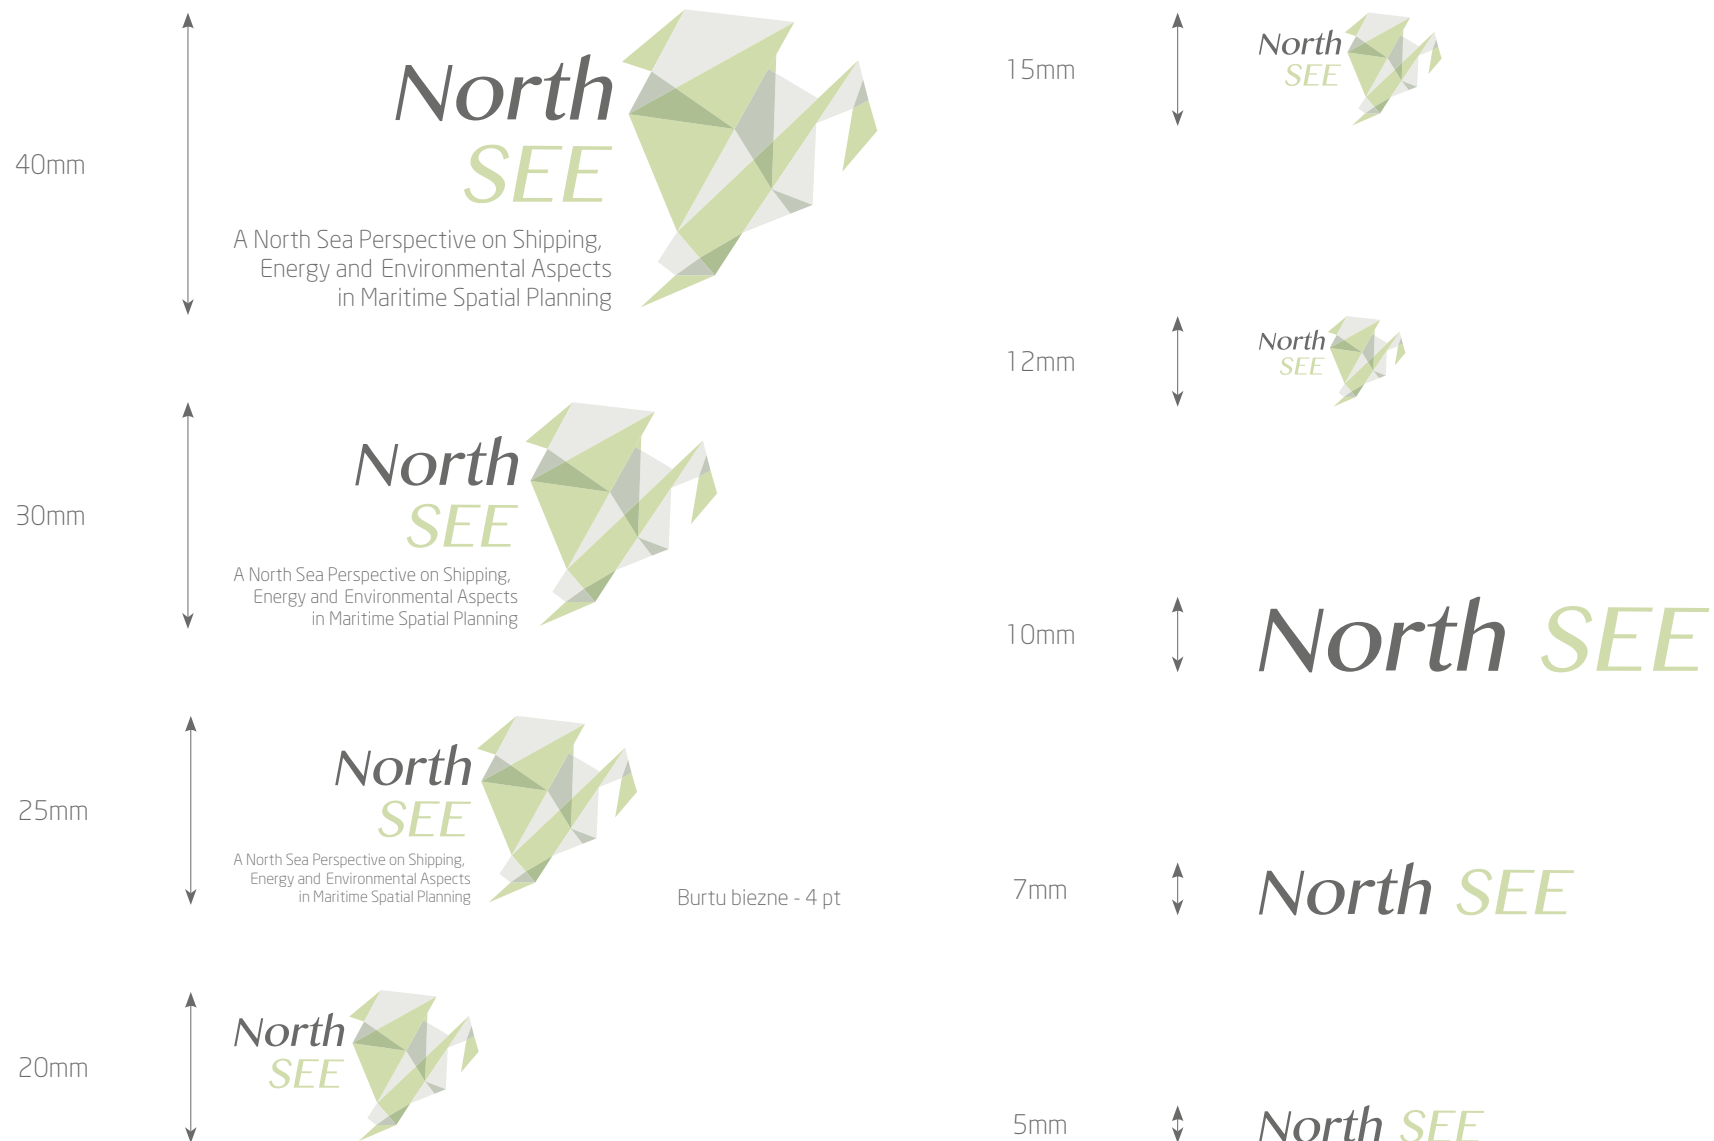 40mm
North
SEE
A North Sea Perspective on Shipping,
Energy and Environmental Aspects
in Maritime Spatial Planning
30mm
North
SEE
A North Sea Perspective on Shipping,
Energy and Environmental Aspects
in Maritime Spatial Planning
25mm
North
SEE
A North Sea Perspective on Shipping,
Energy and Environmental Aspects
in Maritime Spatial Planning
Burtu biezne - 4 pt
20mm
North
SEE
15mm
North
SEE
12mm
North
SEE
10mm
North SEE
7mm
North SEE
5mm
North SEE